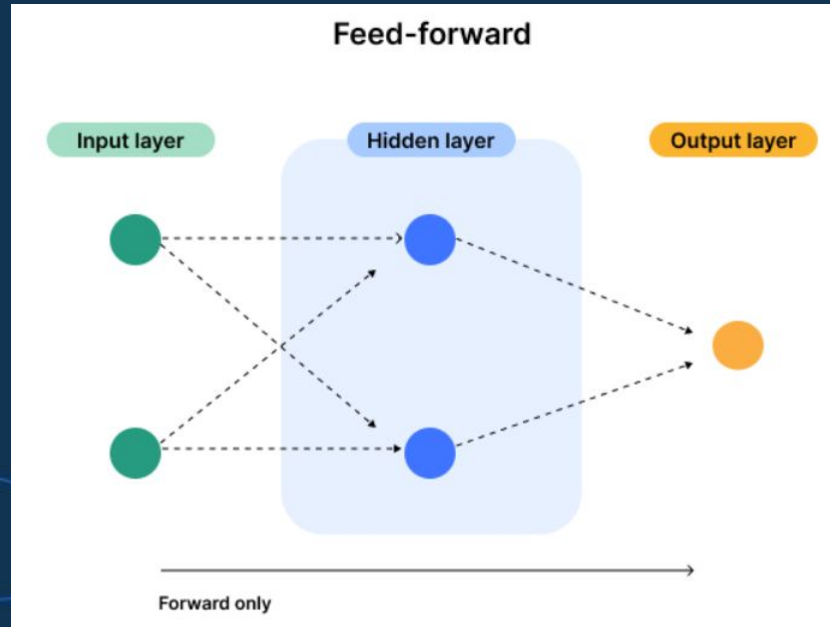 Feed-forward
Input layer
Hidden layer
Output layer
Forward only